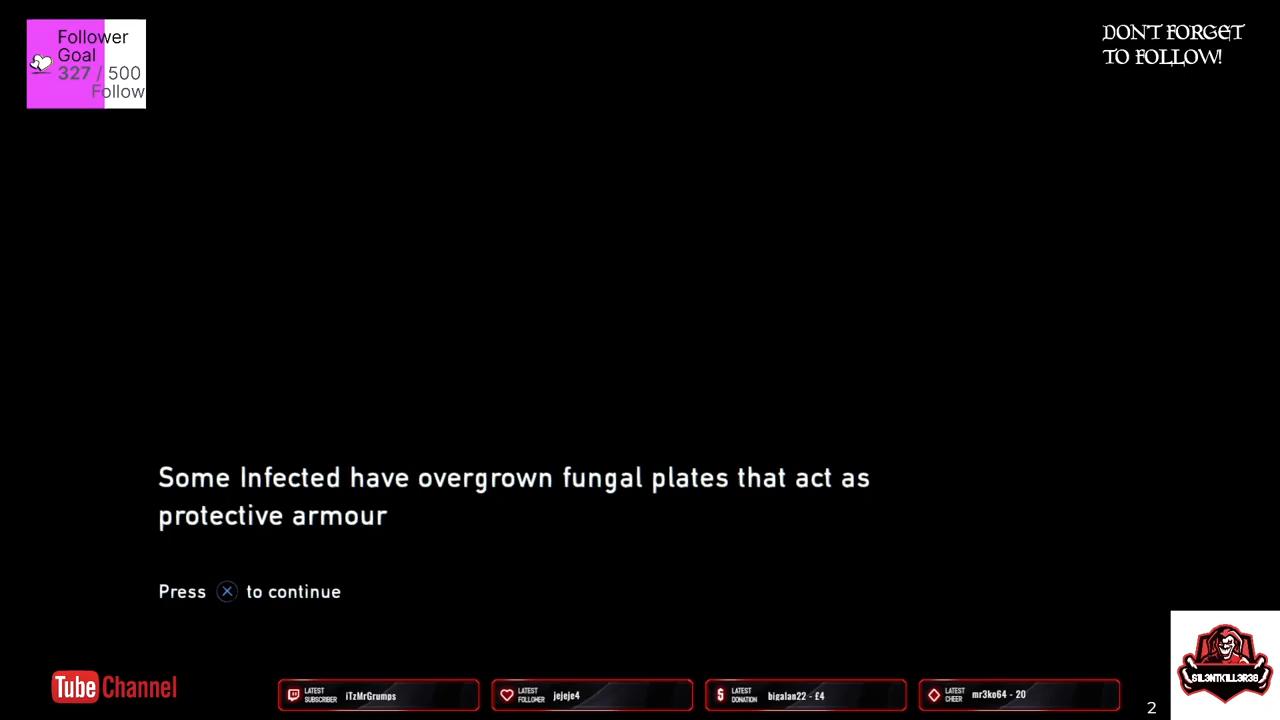 Follower
Goal
327 / 500
Follow
DON'T FORGET
TO FOLLOW!
Some Infected have overgrown fungal plates that act as
protective armour
Press ⊗ to continue
Tube Channel
LATEST
SUBSCRIBER
iTzMrGrumps
LATEST
FOLLOWER
jejeje4
LATEST
DONATION
bigalan22 - £4
LATEST
CHEER
mr3ko64 - 20
2
S1L3NTKILL3R38